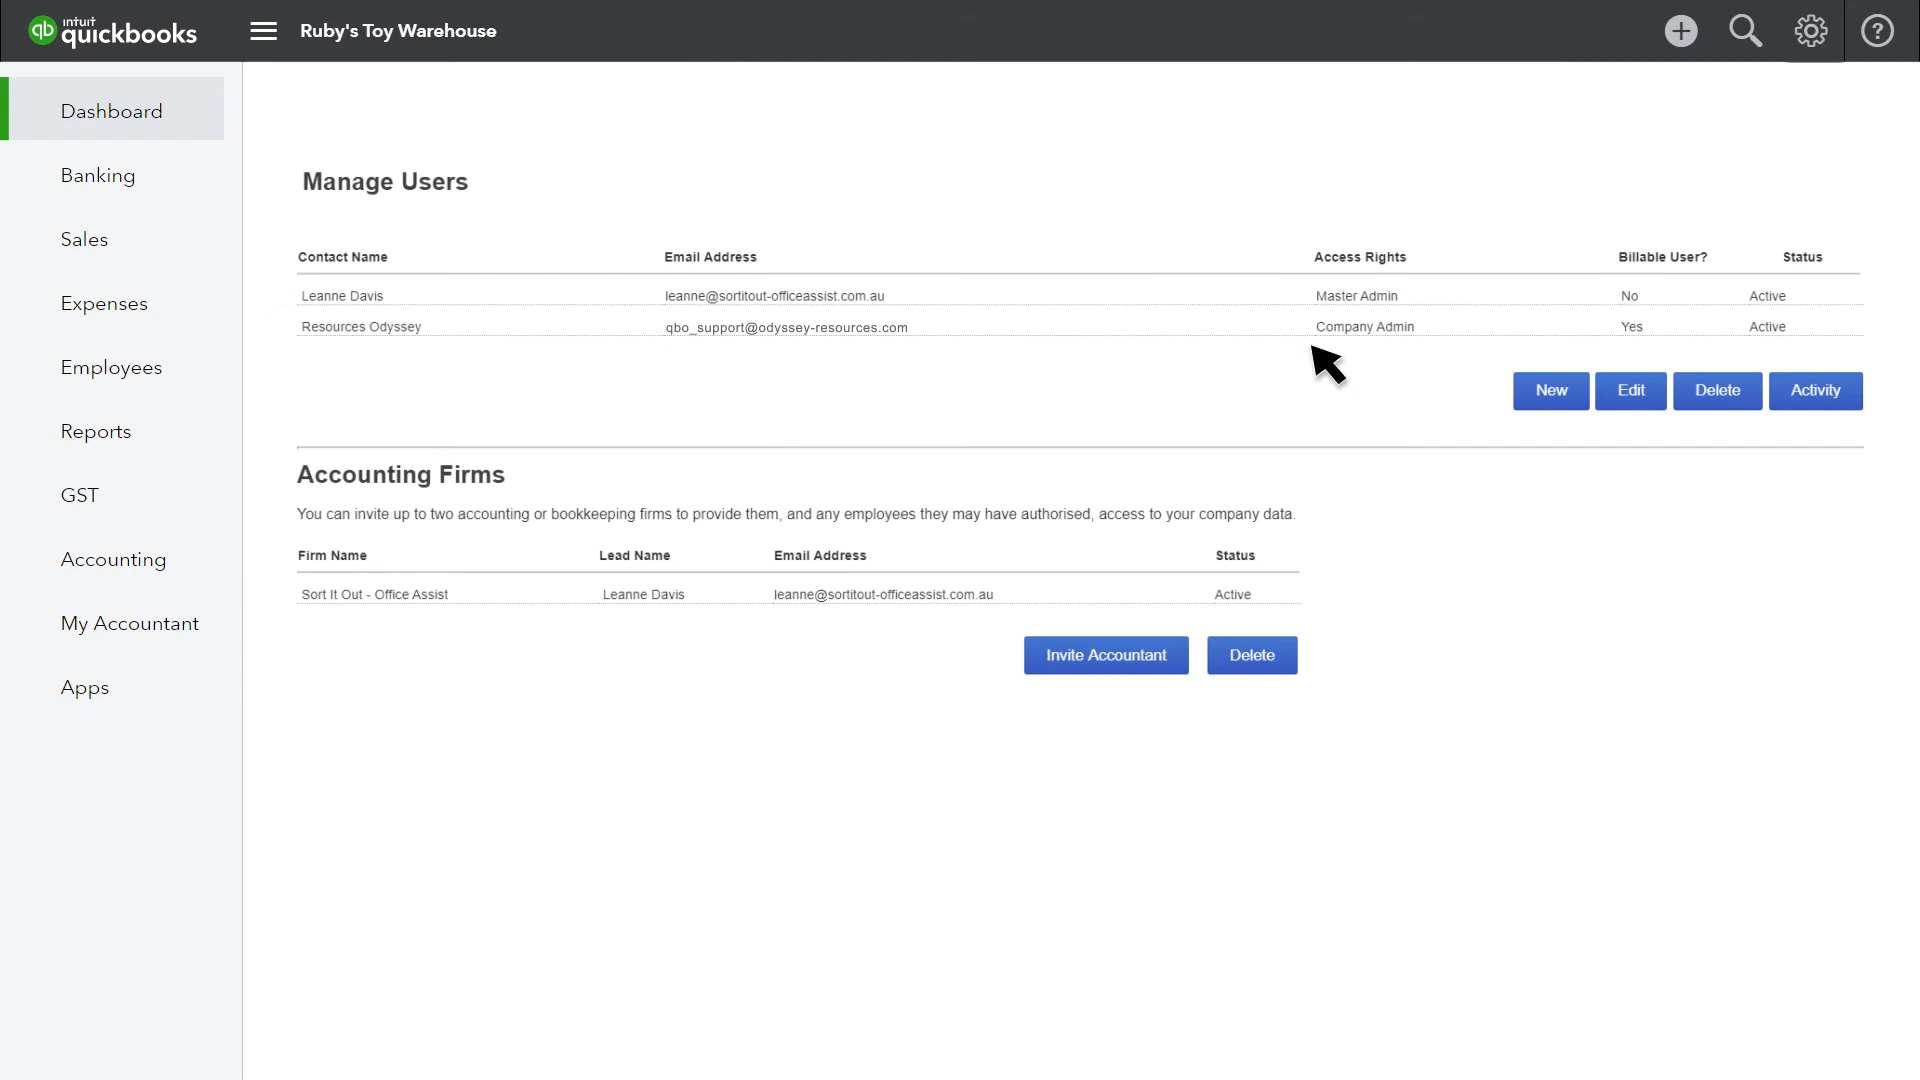 intuit
quickbooks
Ruby's Toy Warehouse
Dashboard
Banking
Sales
Expenses
Employees
Reports
GST
Accounting
My Accountant
Apps
Manage Users
Contact Name Email Address Access Rights Billable User? Status
Leanne Davis leanne@sortitout-officeassist.com.au Master Admin No Active
Resources Odyssey qbo_support@odyssey-resources.com Company Admin Yes Active
New Edit Delete Activity
Accounting Firms
You can invite up to two accounting or bookkeeping firms to provide them, and any employees they may have authorised, access to your company data.
Firm Name Lead Name Email Address Status
Sort It Out - Office Assist Leanne Davis leanne@sortitout-officeassist.com.au Active
Invite Accountant Delete